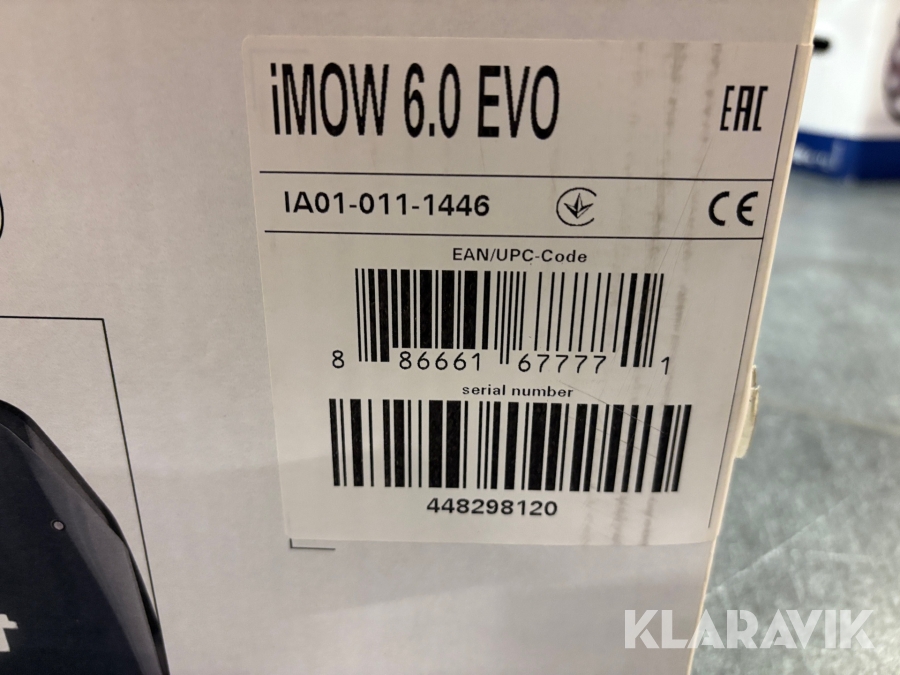 iMOW 6.0 EVO
EAC
IA01-011-1446
CE
EAN/UPC-Code
8 86661 67777 1
serial number
448298120
KLARAVIK